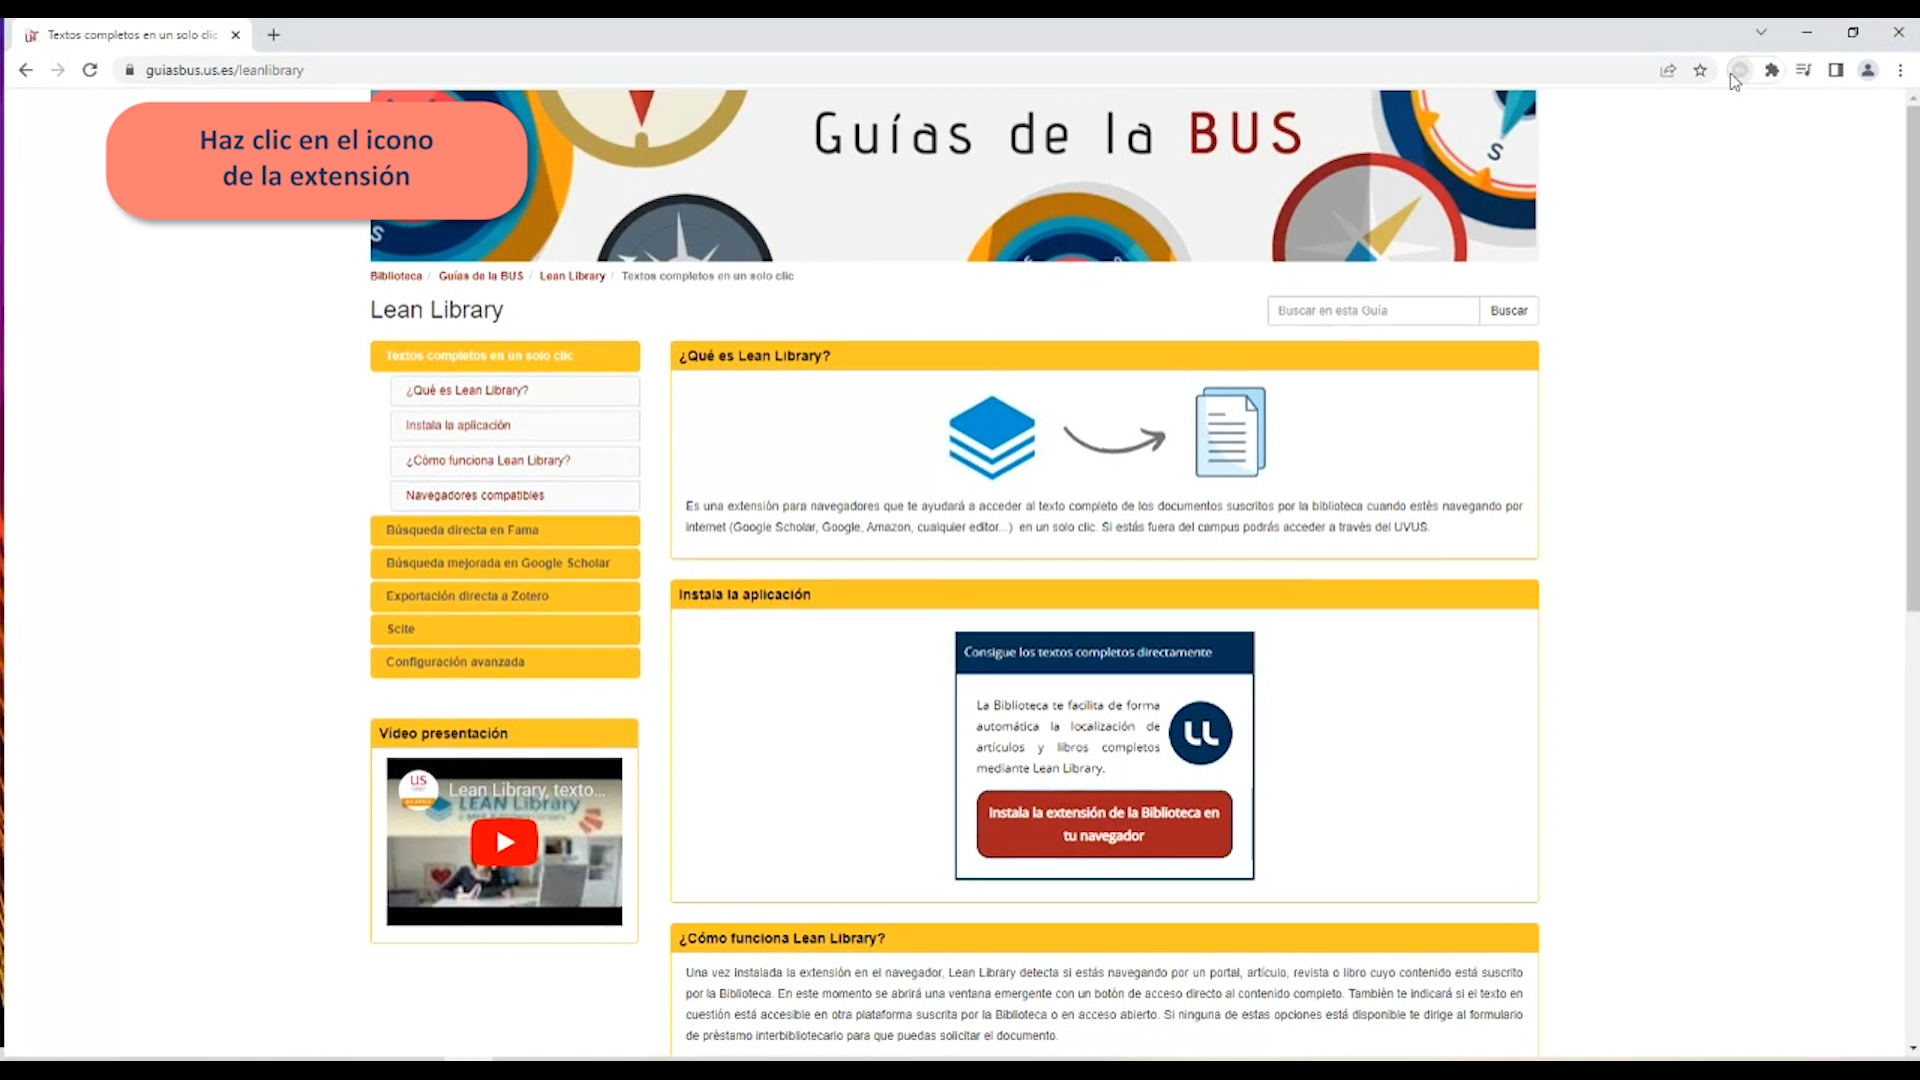 Textos completos en un solo clic
guiasbus.us.es/leanlibrary
Haz clic en el icono
de la extensión
Guías de la BUS
S
S
Biblioteca / Guías de la BUS / Lean Library / Textos completos en un solo clic
Lean Library
Buscar en esta Guía
Buscar
Textos completos en un solo clic
¿Qué es Lean Library?
Instala la aplicación
¿Cómo funciona Lean Library?
Navegadores compatibles
Búsqueda directa en Fama
Búsqueda mejorada en Google Scholar
Exportación directa a Zotero
Scite
Configuración avanzada
Vídeo presentación
US
Lean Library, texto...
LEAN Library
¿Qué es Lean Library?
Es una extensión para navegadores que te ayudará a acceder al texto completo de los documentos suscritos por la biblioteca cuando estés navegando por
internet (Google Scholar, Google, Amazon, cualquier editor...) en un solo clic. Si estás fuera del campus podrás acceder a través del UVUS.
Instala la aplicación
Consigue los textos completos directamente
La Biblioteca te facilita de forma
automática la localización de
artículos y libros completos
mediante Lean Library.
Instala la extensión de la Biblioteca en
tu navegador
¿Cómo funciona Lean Library?
Una vez instalada la extensión en el navegador, Lean Library detecta si estás navegando por un portal, artículo, revista o libro cuyo contenido está suscrito
por la Biblioteca. En este momento se abrirá una ventana emergente con un botón de acceso directo al contenido completo. También te indicará si el texto en
cuestión está accesible en otra plataforma suscrita por la Biblioteca o en acceso abierto. Si ninguna de estas opciones está disponible te dirige al formulario
de préstamo interbibliotecario para que puedas solicitar el documento.